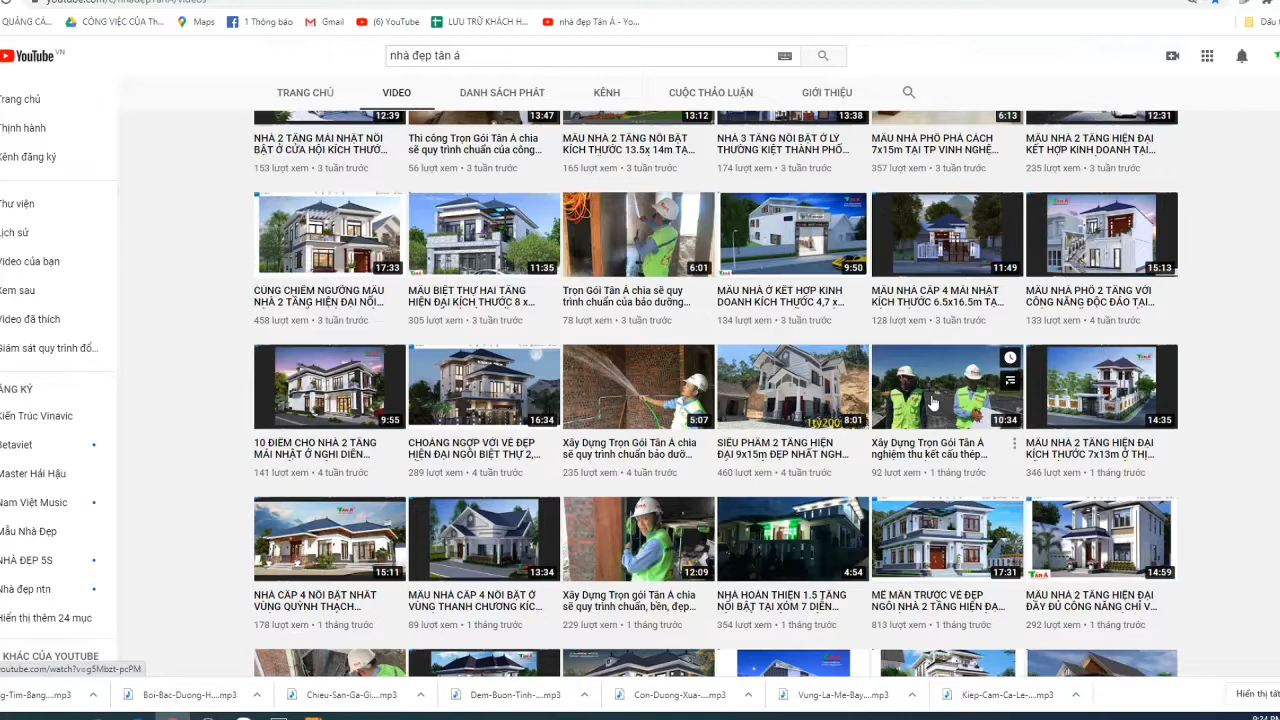 QUẢNG CÁ... CÔNG VIỆC CỦA Th... Maps 1 Thông báo Gmail (6) YouTube LƯU TRỮ KHÁCH H... nhà đẹp Tân Á - Yo...
YouTube VN
nhà đẹp tân á
TRANG CHỦ VIDEO DANH SÁCH PHÁT KÊNH CUỘC THẢO LUẬN GIỚI THIỆU
Trang chủ
Thịnh hành
Kênh đăng ký
Thư viện
Lịch sử
Video của bạn
Xem sau
Video đã thích
Giám sát quy trình đổ...
ĐĂNG KÝ
Kiến Trúc Vinavic
Betaviet
Master Hải Hậu
Nam Việt Music
Mẫu Nhà Đẹp
NHÀ ĐẸP 5S
Nhà đẹp ntn
Hiển thị thêm 24 mục
KHÁC CỦA YOUTUBE
12:39 13:47 13:12 13:38 6:13 12:31
NHÀ 2 TẦNG MÁI NHẬT NỔI
BẬT Ở CỬA HỘI KÍCH THƯỚ...
153 lượt xem • 3 tuần trước
Thi công Trọn Gói Tân Á chia
sẽ quy trình chuẩn của công...
56 lượt xem • 3 tuần trước
MẪU NHÀ 2 TẦNG NỔI BẬT
KÍCH THƯỚC 13.5x 14m TẠ...
165 lượt xem • 3 tuần trước
NHÀ 3 TẦNG NỔI BẬT Ở LÝ
THƯỜNG KIỆT THÀNH PHỐ...
174 lượt xem • 3 tuần trước
MẪU NHÀ PHỐ PHÁ CÁCH
7x15m TẠI TP VINH NGHỆ...
357 lượt xem • 3 tuần trước
MẪU NHÀ 2 TẦNG HIỆN ĐẠI
KẾT HỢP KINH DOANH TẠI...
235 lượt xem • 3 tuần trước
17:33 11:35 6:01 9:50 11:49 15:13
CÙNG CHIÊM NGƯỠNG MẪU
NHÀ 2 TẦNG HIỆN ĐẠI NỔI...
458 lượt xem • 3 tuần trước
MẪU BIỆT THỰ HAI TẦNG
HIỆN ĐẠI KÍCH THƯỚC 8 x...
305 lượt xem • 3 tuần trước
Trọn Gói Tân Á chia sẽ quy
trình chuẩn của bảo dưỡng...
78 lượt xem • 3 tuần trước
MẪU NHÀ Ở KẾT HỢP KINH
DOANH KÍCH THƯỚC 4,7 x...
134 lượt xem • 3 tuần trước
MẪU NHÀ CẤP 4 MÁI NHẬT
KÍCH THƯỚC 6.5x16.5m TẠ...
128 lượt xem • 3 tuần trước
MẪU NHÀ PHỐ 2 TẦNG VỚI
CÔNG NĂNG ĐỘC ĐÁO TẠI...
133 lượt xem • 4 tuần trước
9:55 16:34 5:07 1tỷ200 8:01 10:34 14:35
10 ĐIỂM CHO NHÀ 2 TẦNG
MÁI NHẬT Ở NGHI DIÊN...
141 lượt xem • 4 tuần trước
CHOÁNG NGỢP VỚI VẺ ĐẸP
HIỆN ĐẠI NGÔI BIỆT THỰ 2,...
289 lượt xem • 4 tuần trước
Xây Dựng Trọn Gói Tân Á chia
sẽ quy trình chuẩn bảo dưỡ...
235 lượt xem • 4 tuần trước
SIÊU PHẨM 2 TẦNG HIỆN
ĐẠI 9x15m ĐẸP NHẤT NGH...
460 lượt xem • 4 tuần trước
Xây Dựng Trọn Gói Tân Á
nghiệm thu kết cấu thép...
92 lượt xem • 1 tháng trước
MẪU NHÀ 2 TẦNG HIỆN ĐẠI
KÍCH THƯỚC 7x13m Ở THỊ...
346 lượt xem • 1 tháng trước
15:11 13:34 12:09 4:54 17:31 14:59
NHÀ CẤP 4 NỔI BẬT NHẤT
VÙNG QUỲNH THẠCH...
178 lượt xem • 1 tháng trước
MẪU NHÀ CẤP 4 NỔI BẬT Ở
VÙNG THANH CHƯƠNG KÍC...
89 lượt xem • 1 tháng trước
Xây Dựng Trọn Gói Tân Á chia
sẽ quy trình chuẩn, bền, đẹp...
229 lượt xem • 1 tháng trước
NHÀ HOÀN THIỆN 1.5 TẦNG
NỔI BẬT TẠI XÓM 7 DIỄN...
354 lượt xem • 1 tháng trước
MÊ MẪN TRƯỚC VẺ ĐẸP
NGÔI NHÀ 2 TẦNG HIỆN ĐẠ...
813 lượt xem • 1 tháng trước
MẪU NHÀ 2 TẦNG HIỆN ĐẠI
ĐẦY ĐỦ CÔNG NĂNG CHỈ V...
292 lượt xem • 1 tháng trước
youtube.com/watch?v=g5Mbzt-pcPM
g-Tim-Bang....mp3 Boi-Bac-Duong-H....mp3 Chieu-San-Ga-Gi....mp3 Dem-Buon-Tinh-....mp3 Con-Duong-Xua-....mp3 Vung-La-Me-Bay....mp3 Kiep-Cam-Ca-Le-....mp3 Hiển thị tất